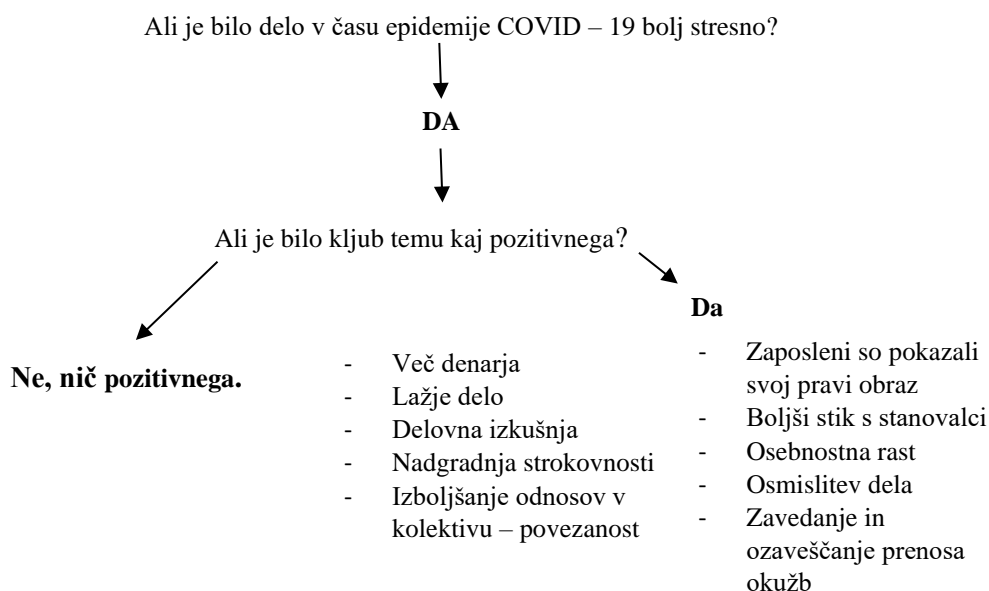 Ali je bilo delo v času epidemije COVID – 19 bolj stresno?
DA
Ali je bilo kljub temu kaj pozitivnega?
Ne, nič pozitivnega.
- Več denarja
- Lažje delo
- Delovna izkušnja
- Nadgradnja strokovnosti
- Izboljšanje odnosov v
kolektivu – povezanost
Da
- Zaposleni so pokazali
svoj pravi obraz
- Boljši stik s stanovalci
- Osebnostna rast
- Osmislitev dela
- Zavedanje in
ozaveščanje prenosa
okužb